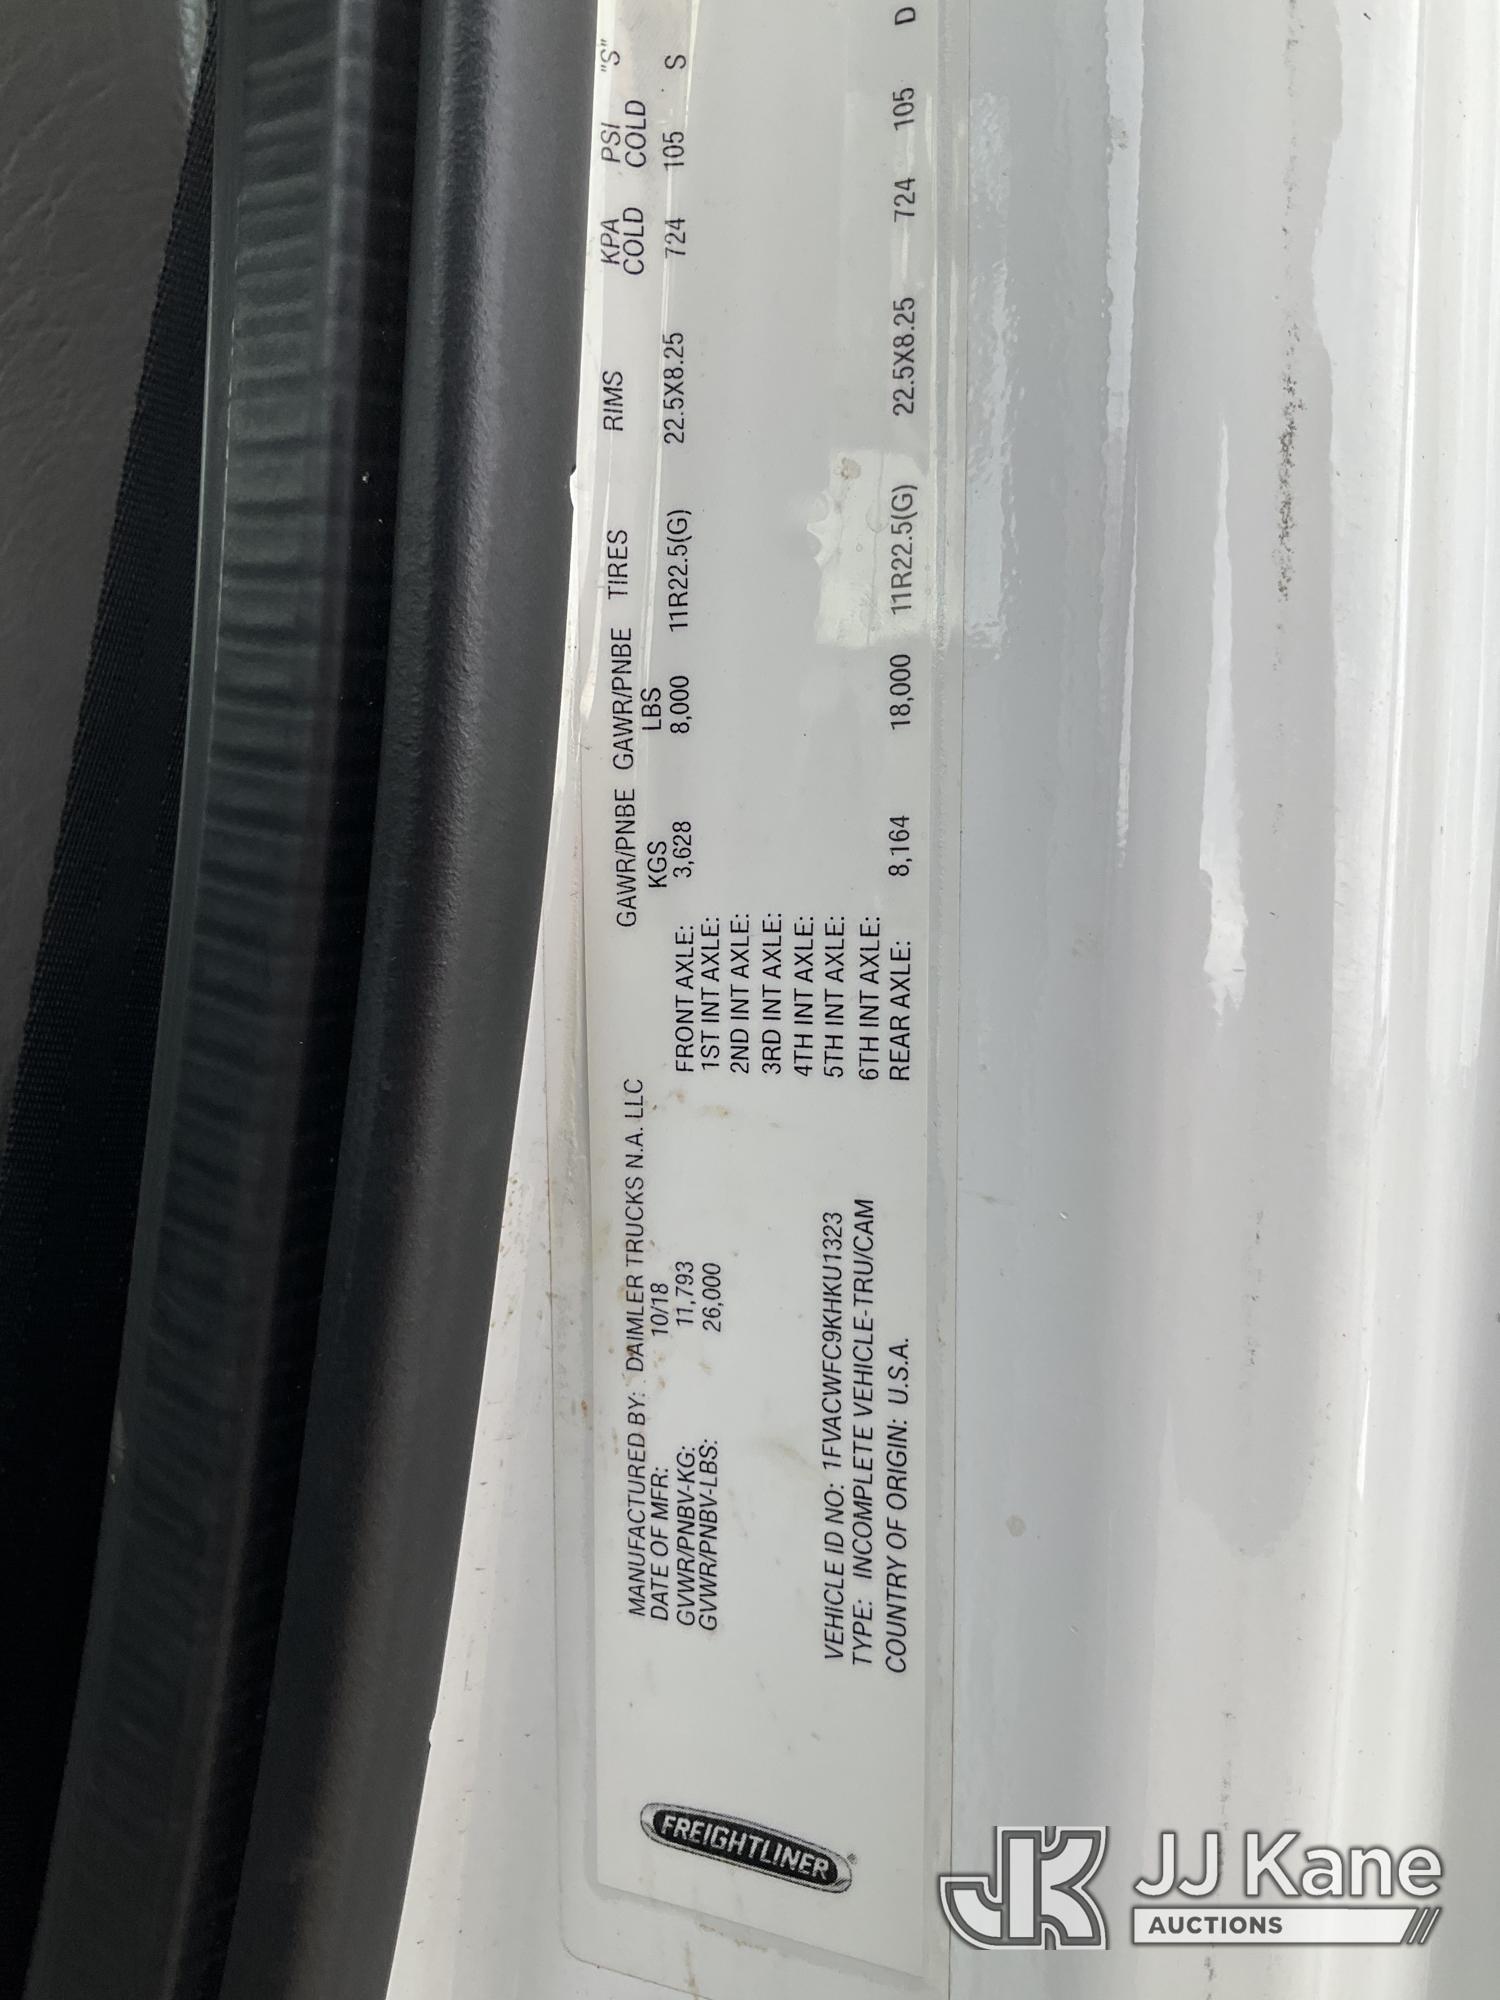 FREIGHTLINER®
MANUFACTURED BY: DAIMLER TRUCKS N.A. LLC
DATE OF MFR: 10/18
GVWR/PNBV-KG: 11,793
GVWR/PNBV-LBS: 26,000
VEHICLE ID NO: 1FVACWFC9KHKU1323
TYPE: INCOMPLETE VEHICLE-TRU/CAM
COUNTRY OF ORIGIN: U.S.A.
GAWR/PNBE GAWR/PNBE TIRES RIMS KPA PSI "S"
KGS LBS COLD COLD
FRONT AXLE: 3,628 8,000 11R22.5(G) 22.5X8.25 724 105 S
1ST INT AXLE:
2ND INT AXLE:
3RD INT AXLE:
4TH INT AXLE:
5TH INT AXLE:
6TH INT AXLE:
REAR AXLE: 8,164 18,000 11R22.5(G) 22.5X8.25 724 105 D
JK JJ Kane
AUCTIONS